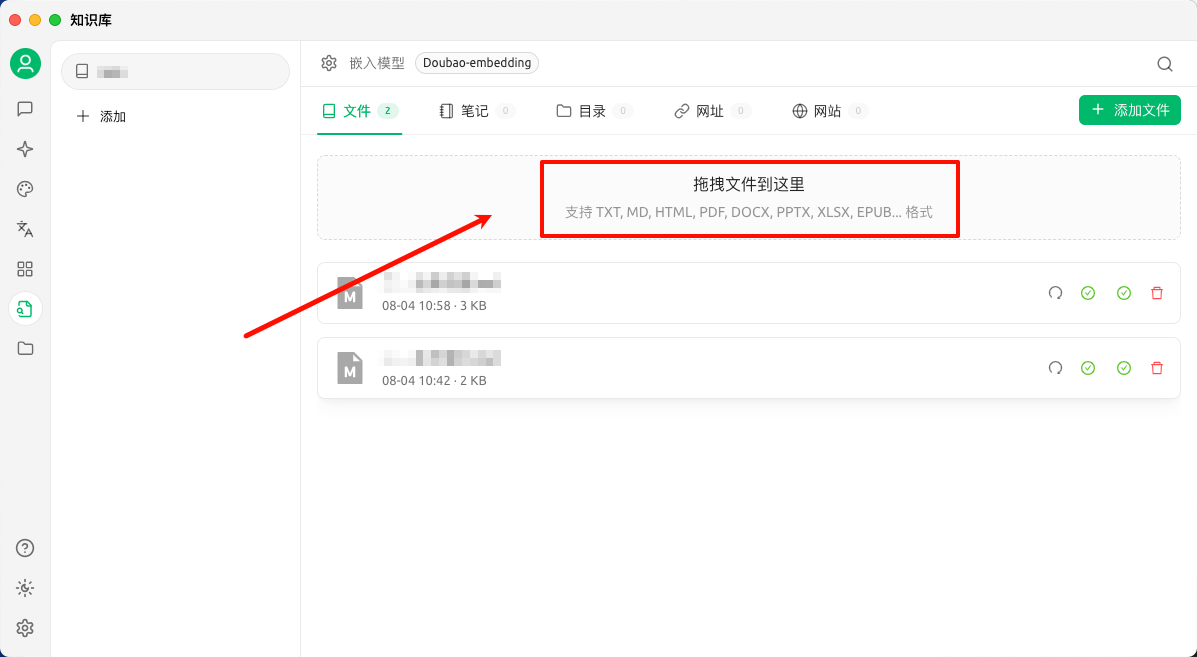 知识库
嵌入模型 Doubao-embedding
添加
文件 2 笔记 0 目录 0 网址 0 网站 0 添加文件
拖拽文件到这里
支持 TXT, MD, HTML, PDF, DOCX, PPTX, XLSX, EPUB... 格式
M
08-04 10:58 · 3 KB
M
08-04 10:42 · 2 KB